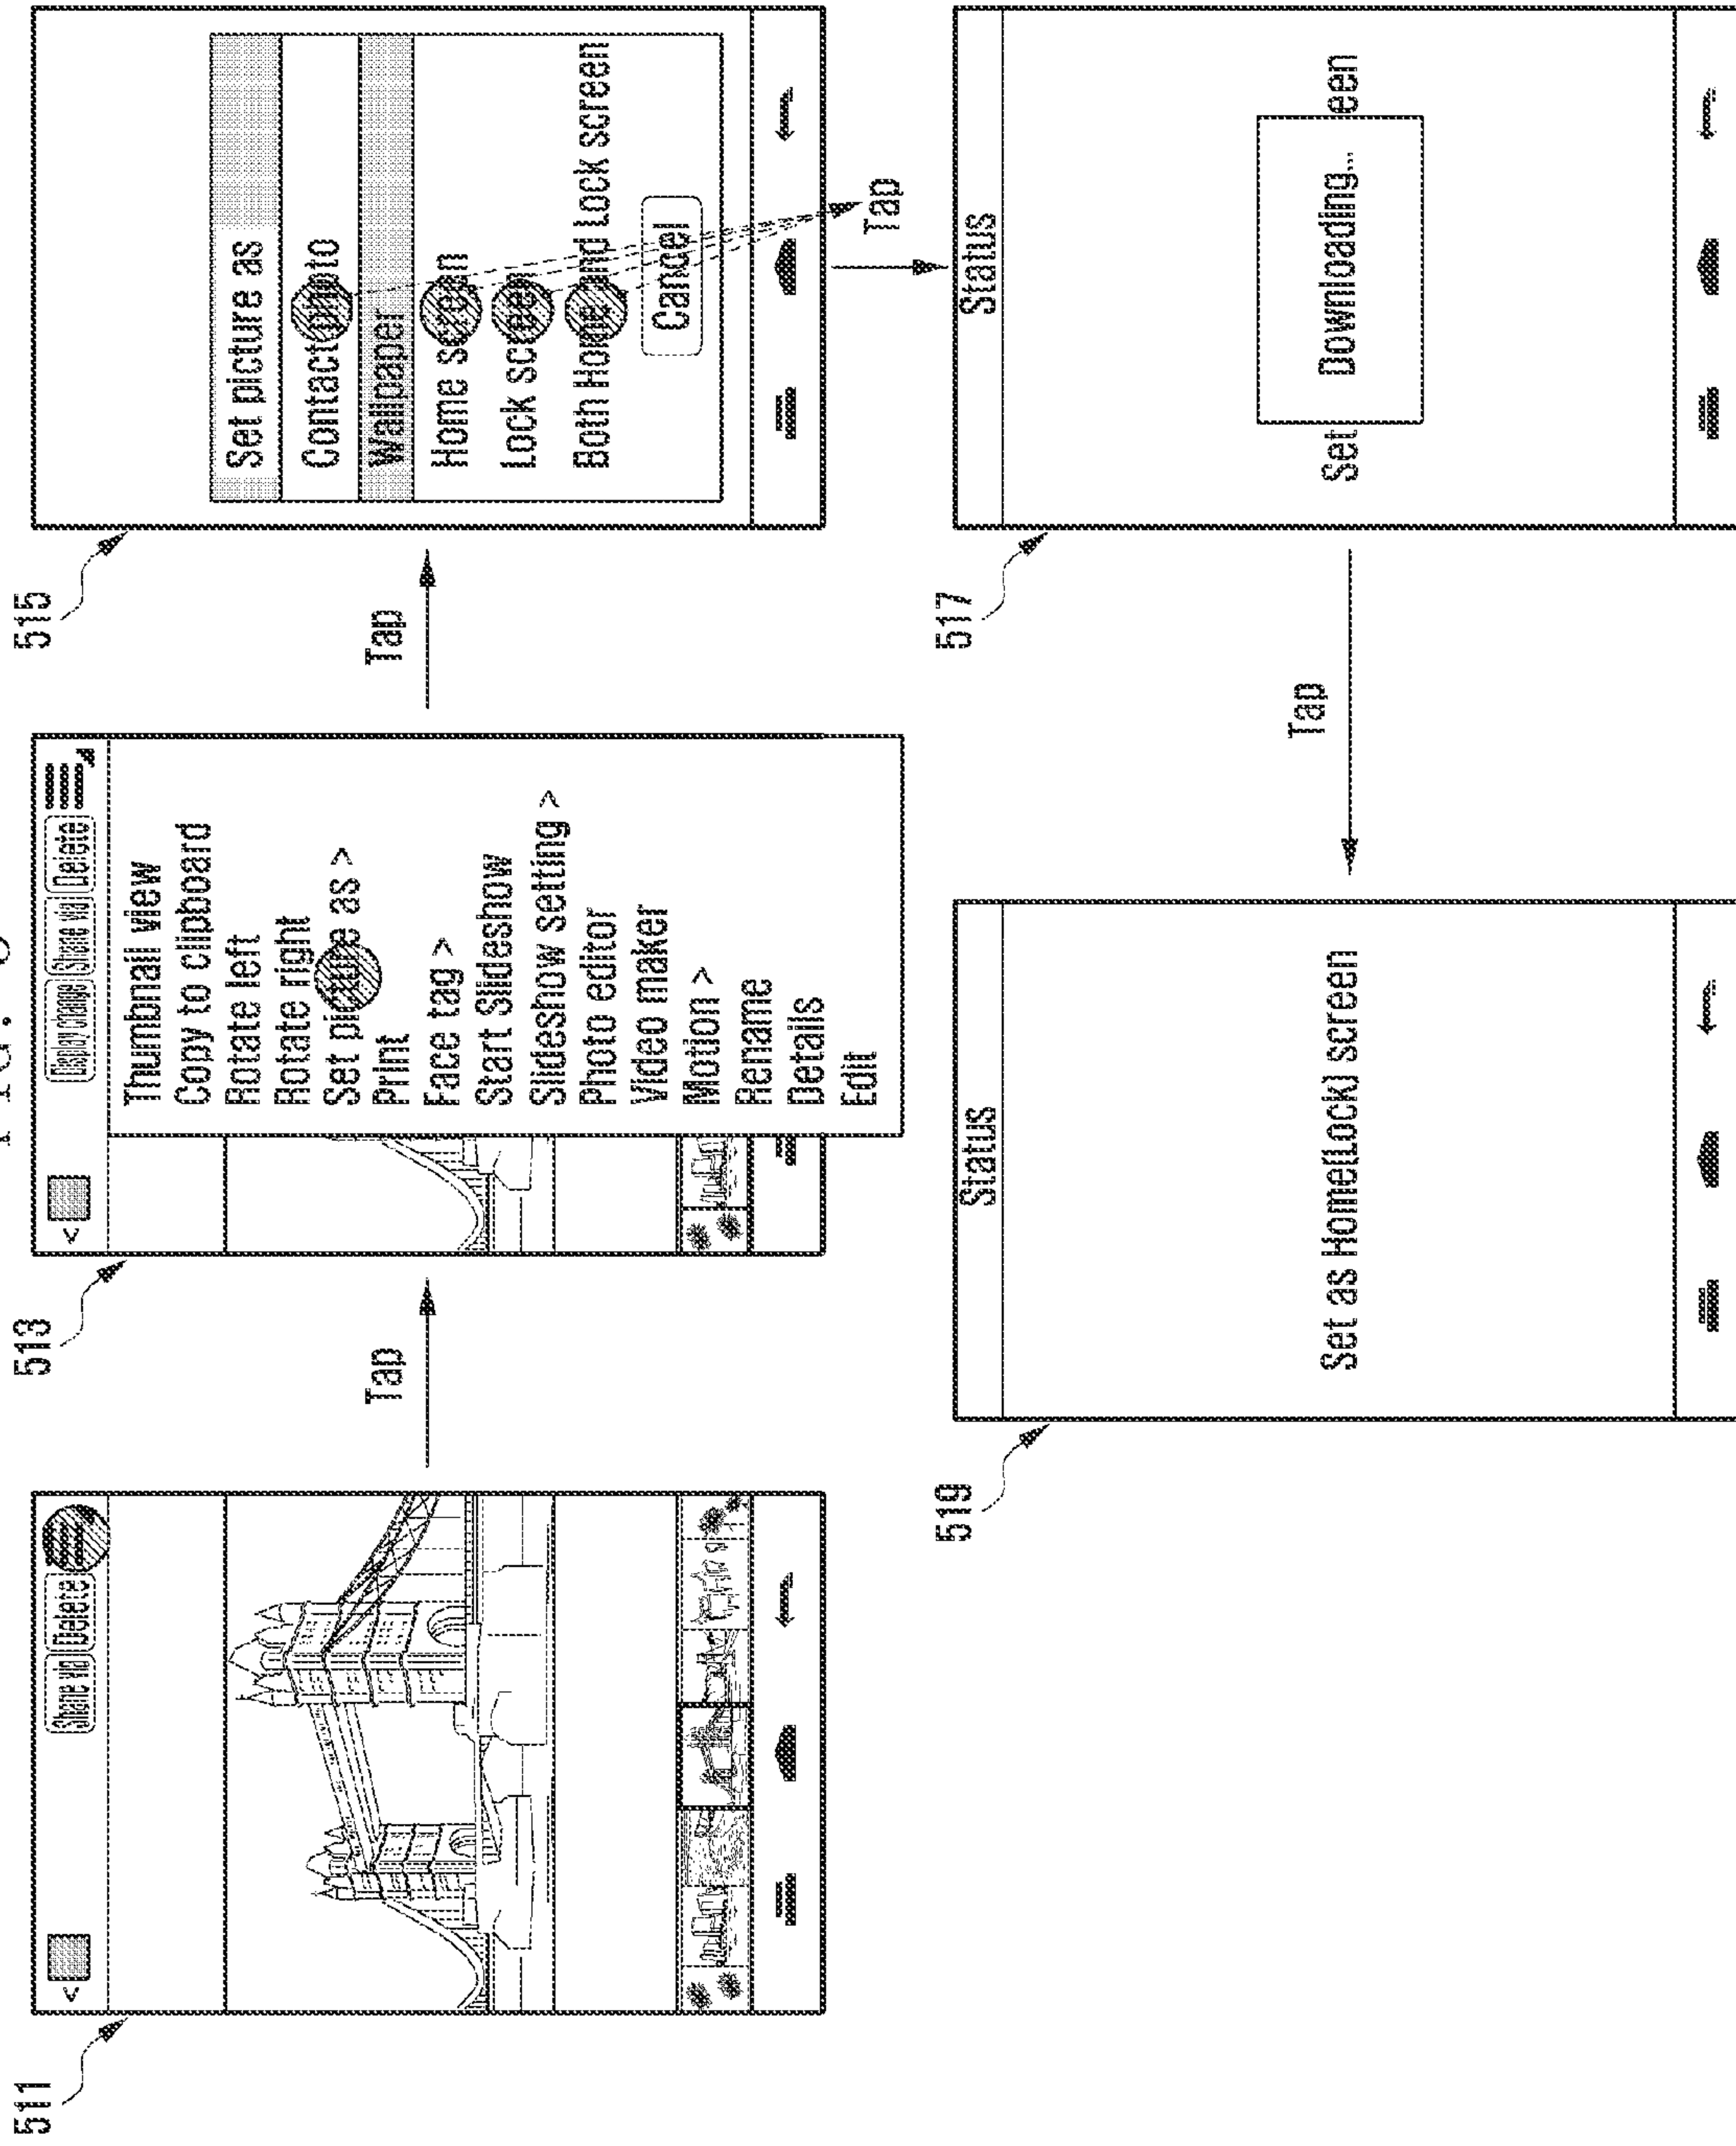 511
Share via Delete
Tap
513
Display change Share via Delete
Thumbnail view
Copy to clipboard
Rotate left
Rotate right
Set picture as >
Print
Face tag >
Start Slideshow
Slideshow setting >
Photo editor
Video maker
Motion >
Rename
Details
Edit
Tap
515
Set picture as
Contact photo
Wallpaper
Home screen
Lock screen
Both Home and Lock screen
Cancel
Tap
517
Status
Set
Downloading...
een
Tap
519
Status
Set as Home(Lock) screen